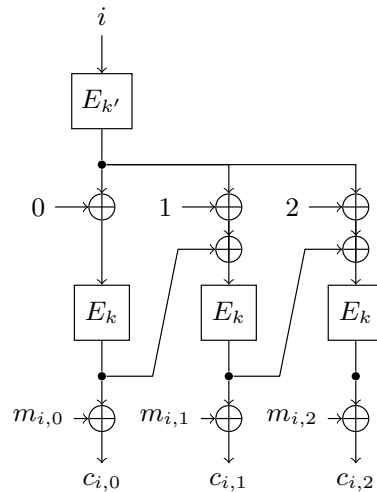 i
E_{k'}
0 1 2
E_k E_k E_k
m_{i,0} m_{i,1} m_{i,2}
c_{i,0} c_{i,1} c_{i,2}